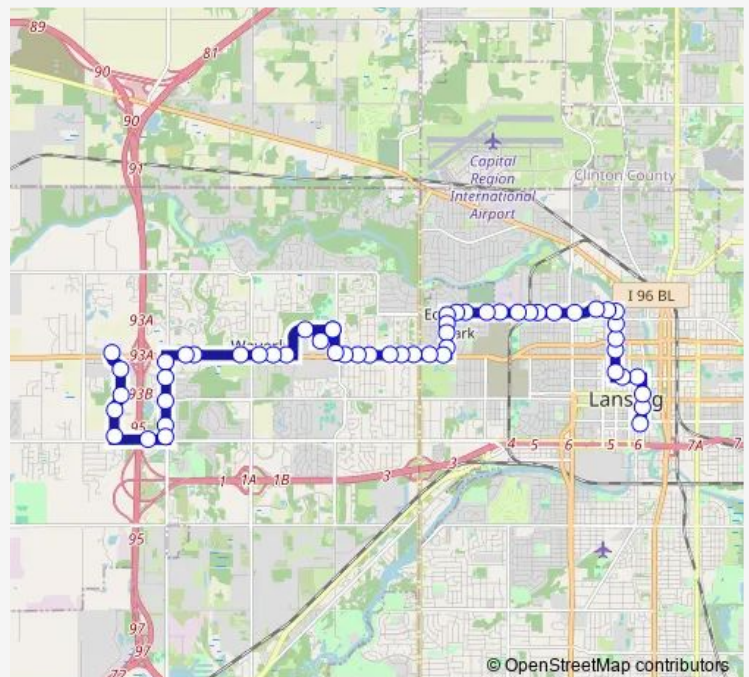 89
90
81
90
91
Capital
Region
International
Airport
Clinton County
I 96 BL
93A
93A
93B
Lansing
95
4
5
6
5
6
7A
7
3
3
1
1A
1B
95
97
97
© OpenStreetMap contributors